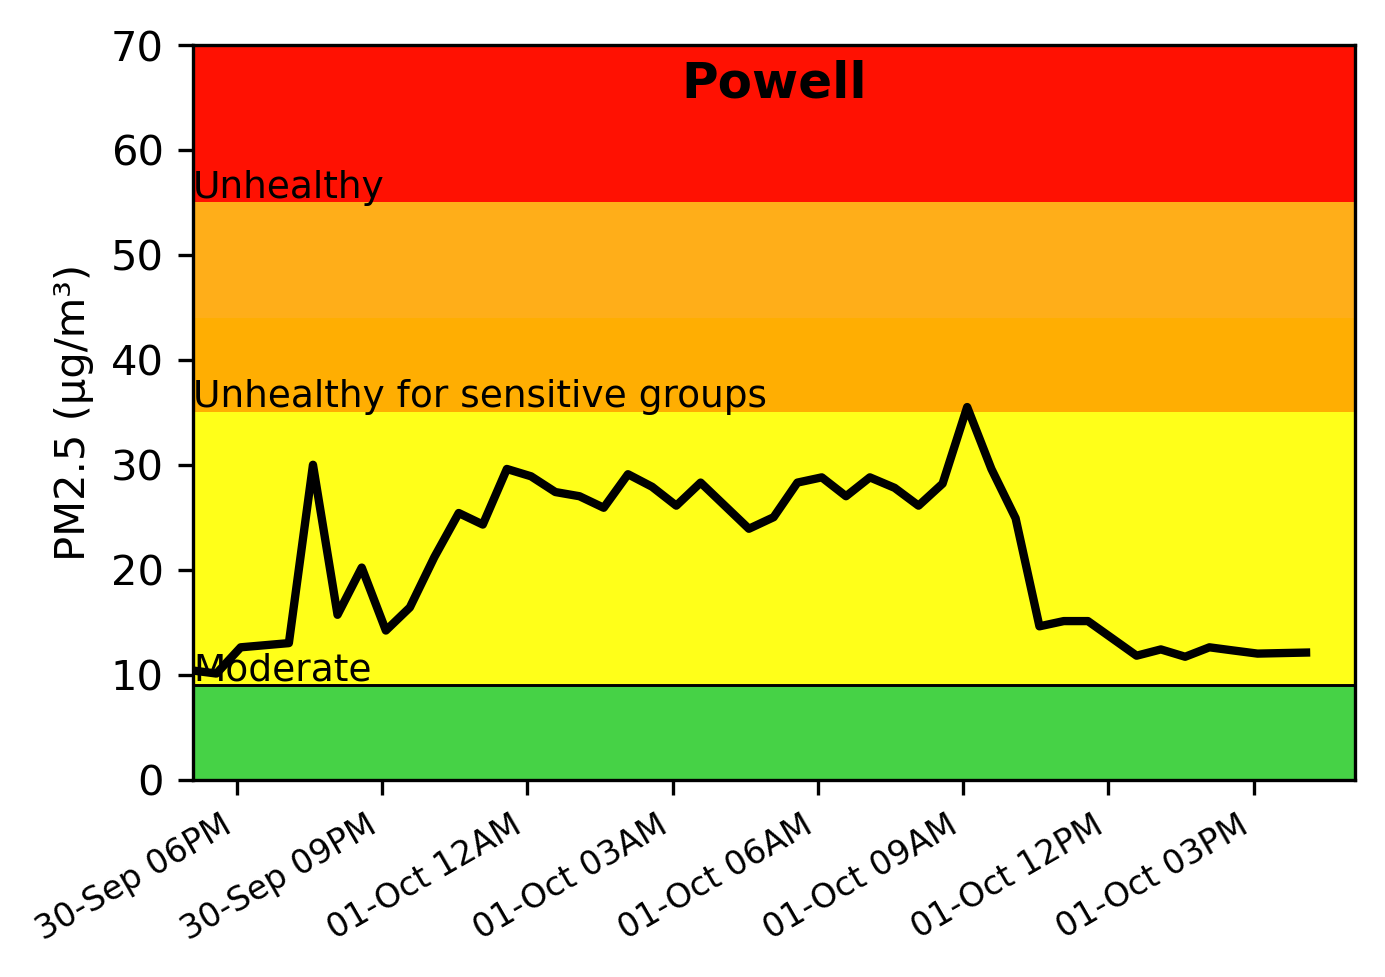 Powell
70
60
50
40
30
20
10
0
PM2.5 (µg/m³)
Unhealthy
Unhealthy for sensitive groups
Moderate
30-Sep 06PM
30-Sep 09PM
01-Oct 12AM
01-Oct 03AM
01-Oct 06AM
01-Oct 09AM
01-Oct 12PM
01-Oct 03PM